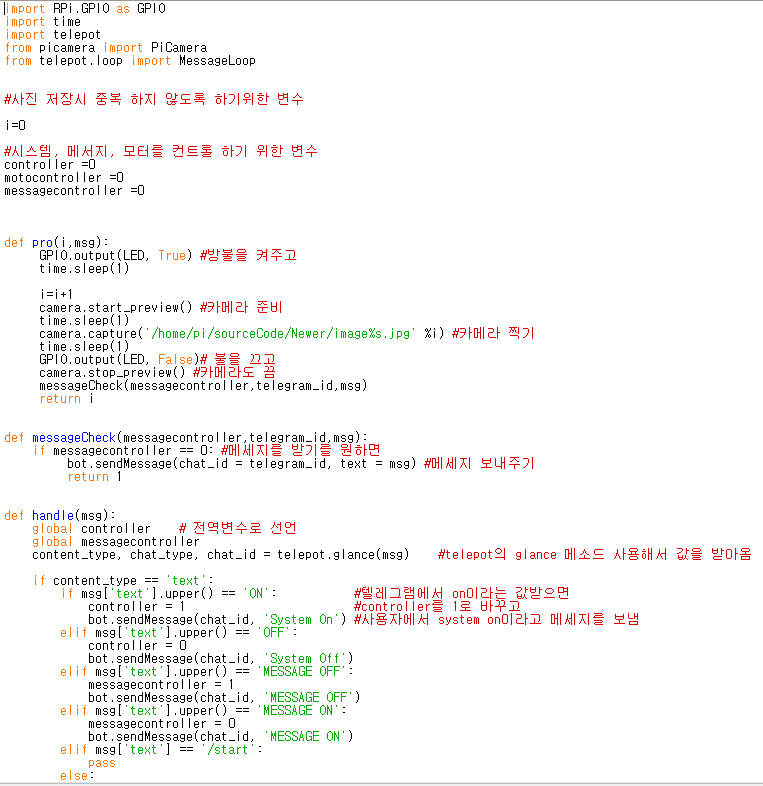 import RPi.GPIO as GPIO
import time
import telepot
from picamera import PiCamera
from telepot.loop import MessageLoop
#사진 저장시 중복 하지 않도록 하기위한 변수
i=0
#시스템, 메서지, 모터를 컨트롤 하기 위한 변수
controller =0
motocontroller =0
messagecontroller =0
def pro(i,msg):
GPIO.output(LED, True) #방불을 켜주고
time.sleep(1)
i=i+1
camera.start_preview() #카메라 준비
time.sleep(1)
camera.capture('/home/pi/sourceCode/Newer/image%s.jpg' %i) #카메라 찍기
time.sleep(1)
GPIO.output(LED, False)# 불을 끄고
camera.stop_preview() #카메라도 끔
messageCheck(messagecontroller,telegram_id,msg)
return i
def messageCheck(messagecontroller,telegram_id,msg):
if messagecontroller == 0: #메세지를 받기를 원하면
bot.sendMessage(chat_id = telegram_id, text = msg) #메세지 보내주기
return 1
def handle(msg):
global controller # 전역변수로 선언
global messagecontroller
content_type, chat_type, chat_id = telepot.glance(msg) #telepot의 glance 메소드 사용해서 값을 받아옴
if content_type == 'text':
if msg['text'].upper() == 'ON': #텔레그램에서 on이라는 값받으면
controller = 1 #controller를 1로 바꾸고
bot.sendMessage(chat_id, 'System On') #사용자에서 system on이라고 메세지를 보냄
elif msg['text'].upper() == 'OFF':
controller = 0
bot.sendMessage(chat_id, 'System Off')
elif msg['text'].upper() == 'MESSAGE OFF':
messagecontroller = 1
bot.sendMessage(chat_id, 'MESSAGE OFF')
elif msg['text'].upper() == 'MESSAGE ON':
messagecontroller = 0
bot.sendMessage(chat_id, 'MESSAGE ON')
elif msg['text'] == '/start':
pass
else: